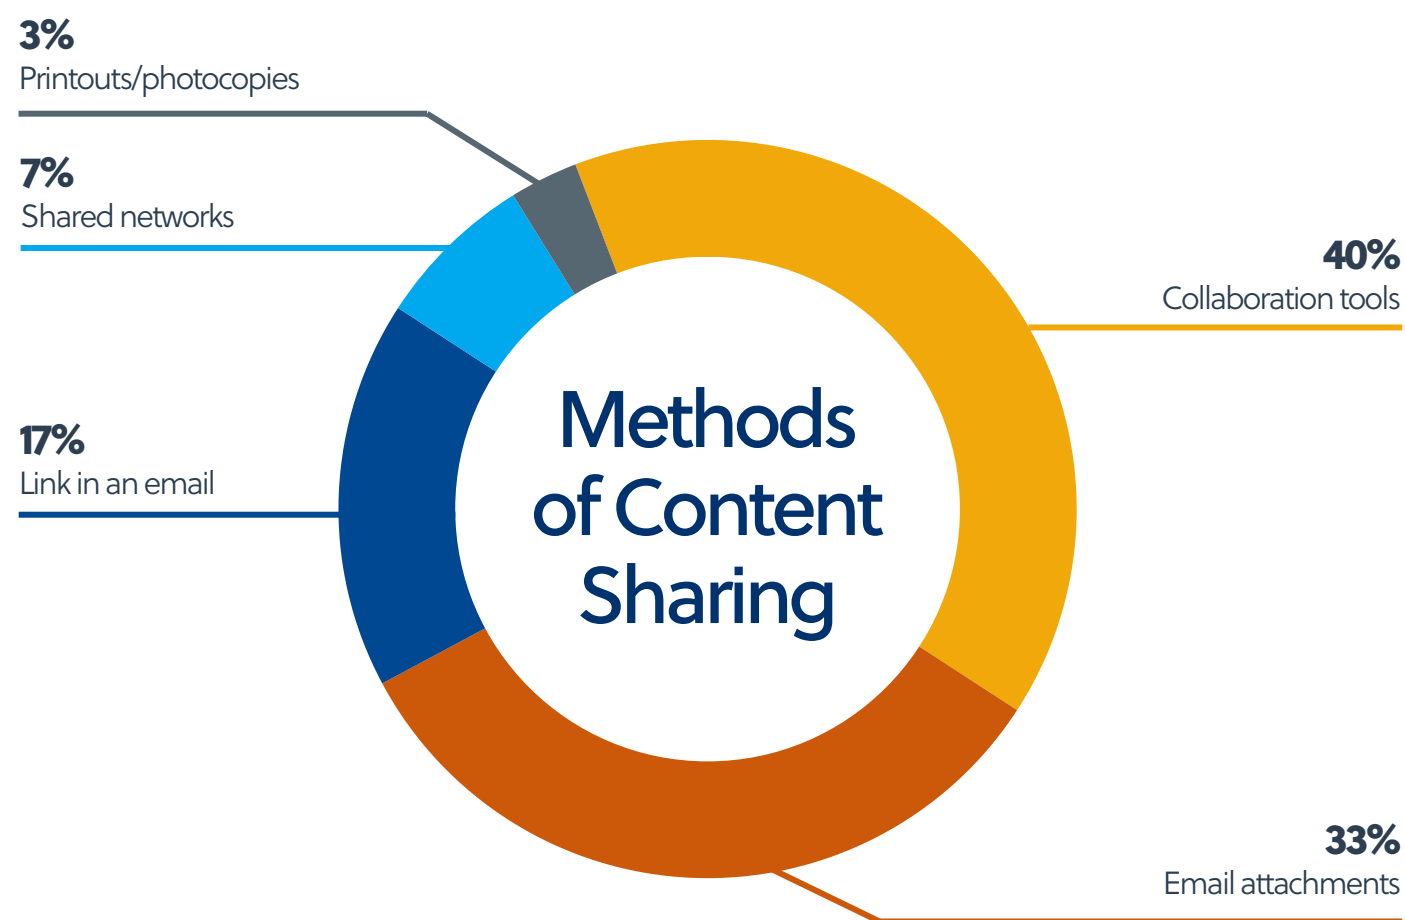 3%
Printouts/photocopies
7%
Shared networks
40%
Collaboration tools
17%
Link in an email
Methods
of Content
Sharing
33%
Email attachments